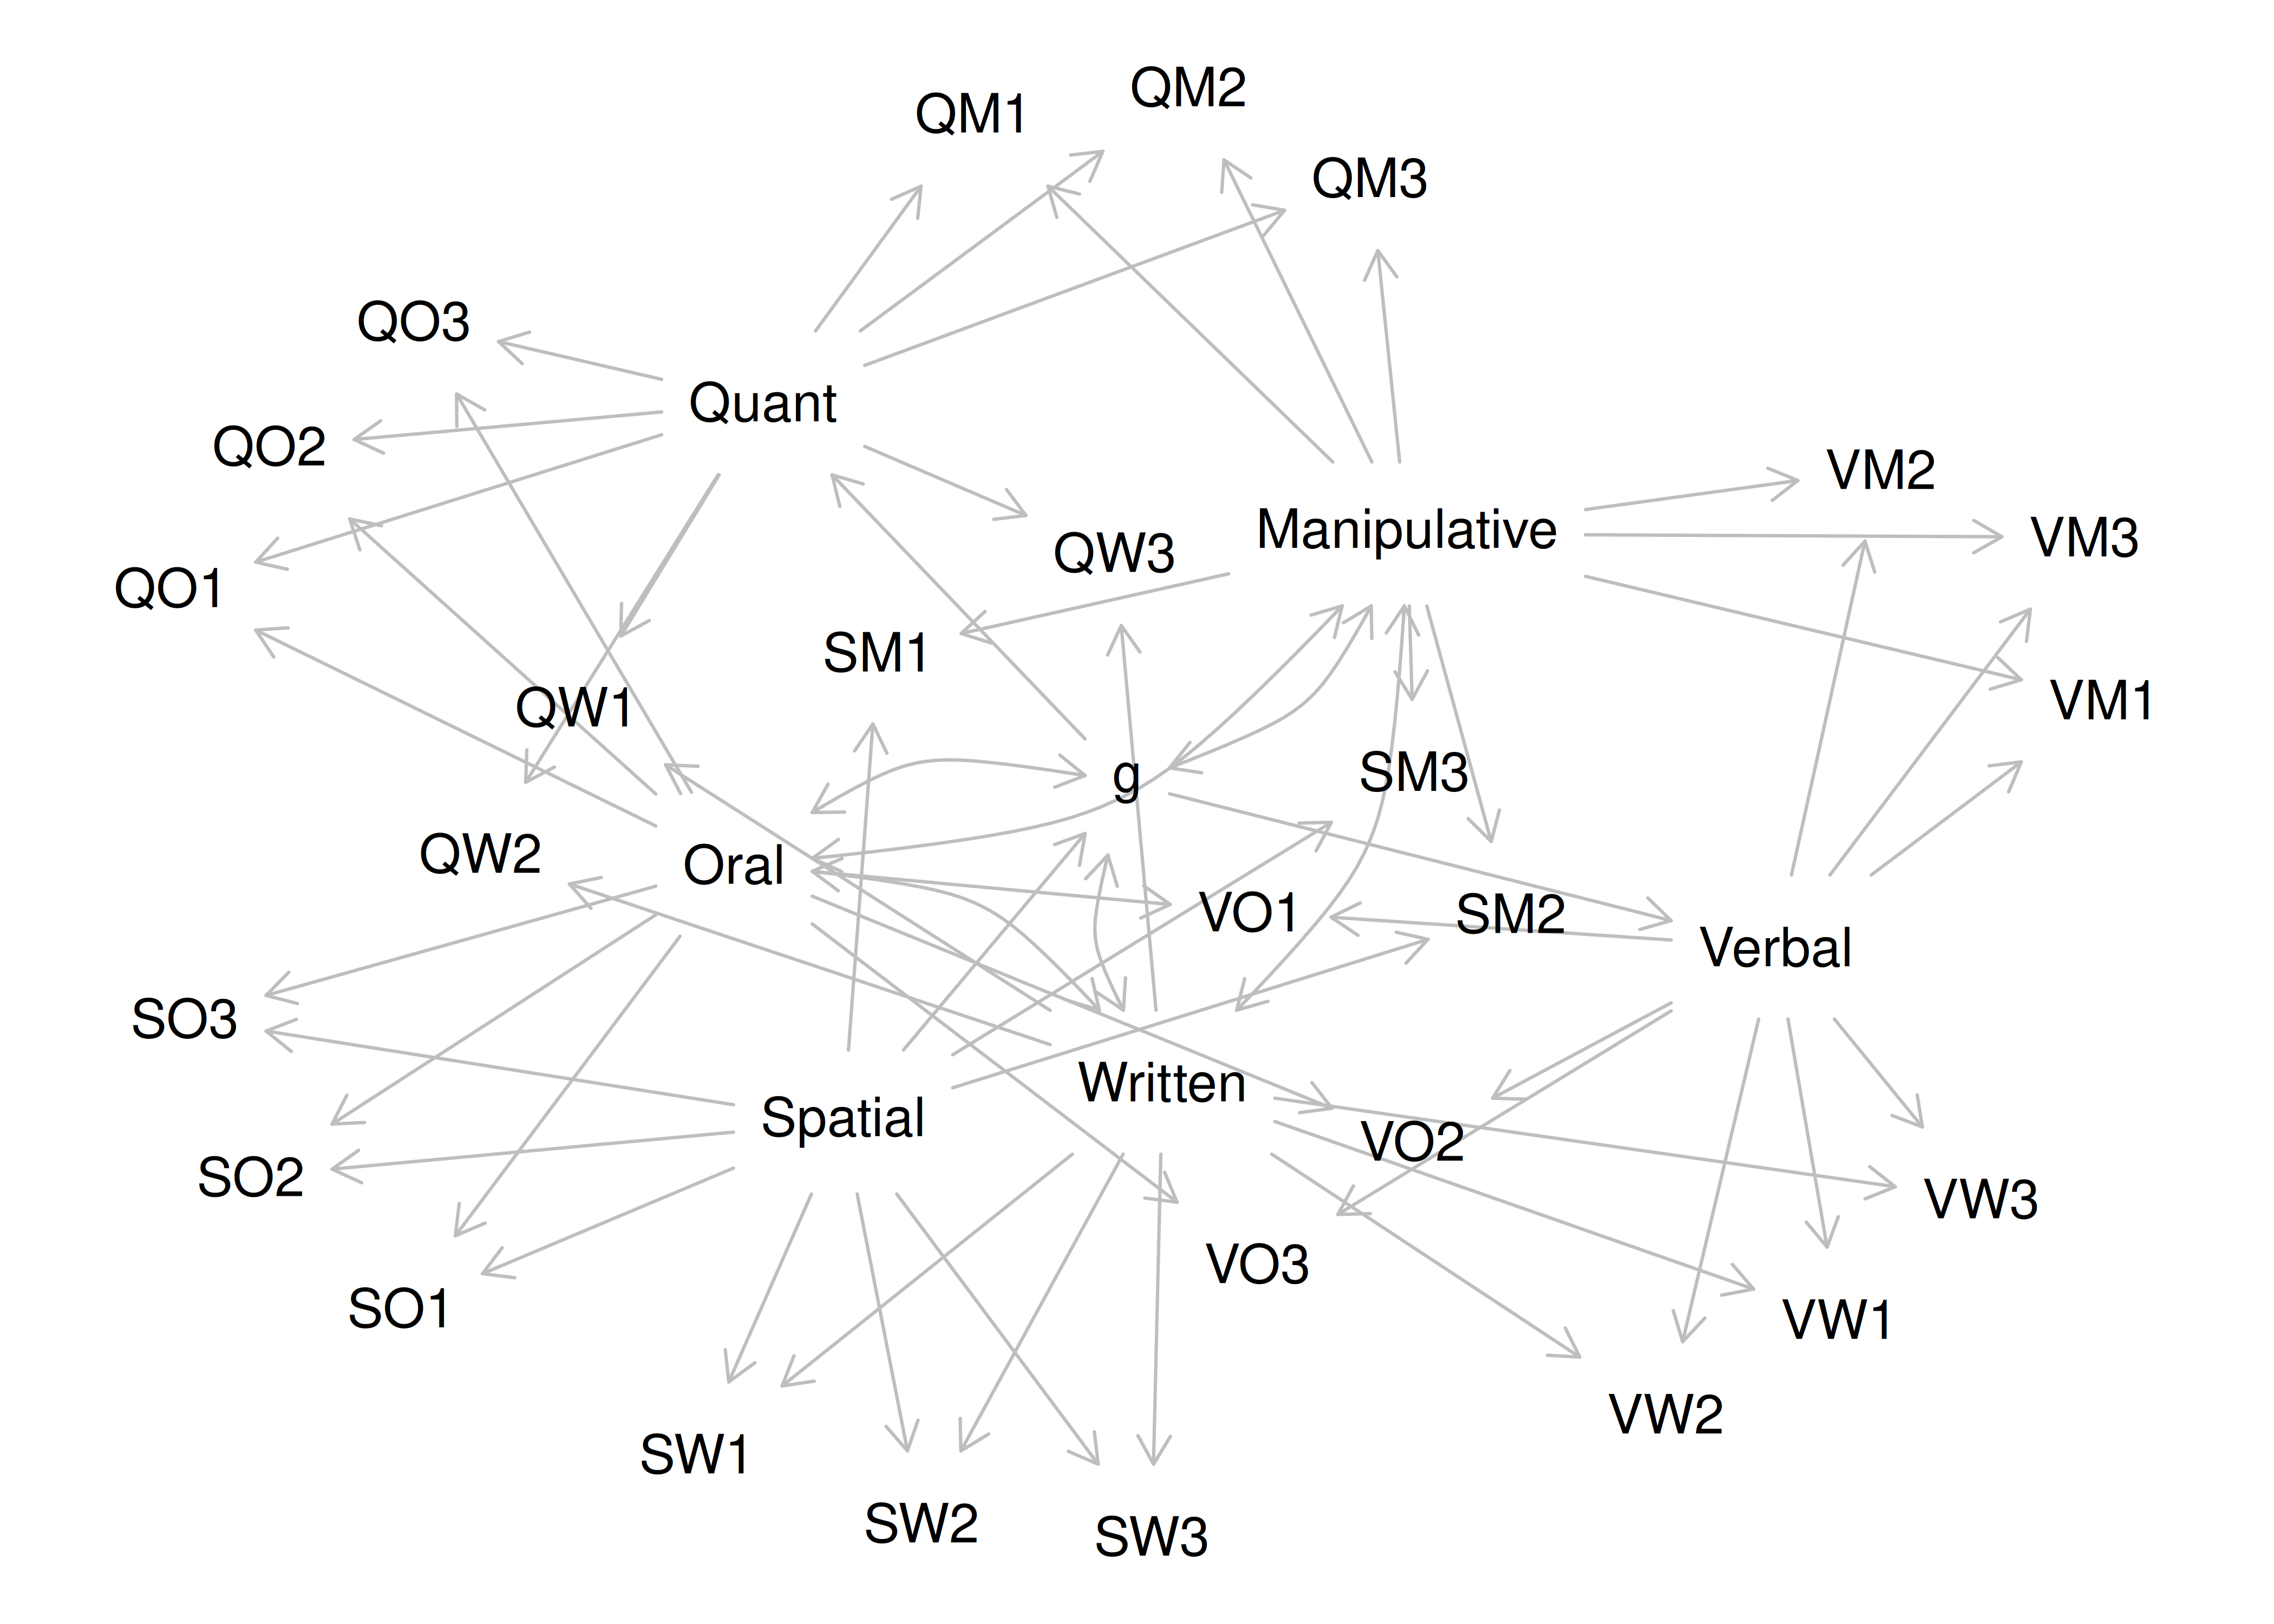 QM2
QM1
QM3
QO3
Quant
QO2
VM2
Manipulative
VM3
QW3
QO1
SM1
VM1
QW1
SM3
g
QW2
Oral
VO1
SM2
Verbal
SO3
Written
Spatial
VO2
SO2
VW3
VO3
SO1
VW1
VW2
SW1
SW2
SW3